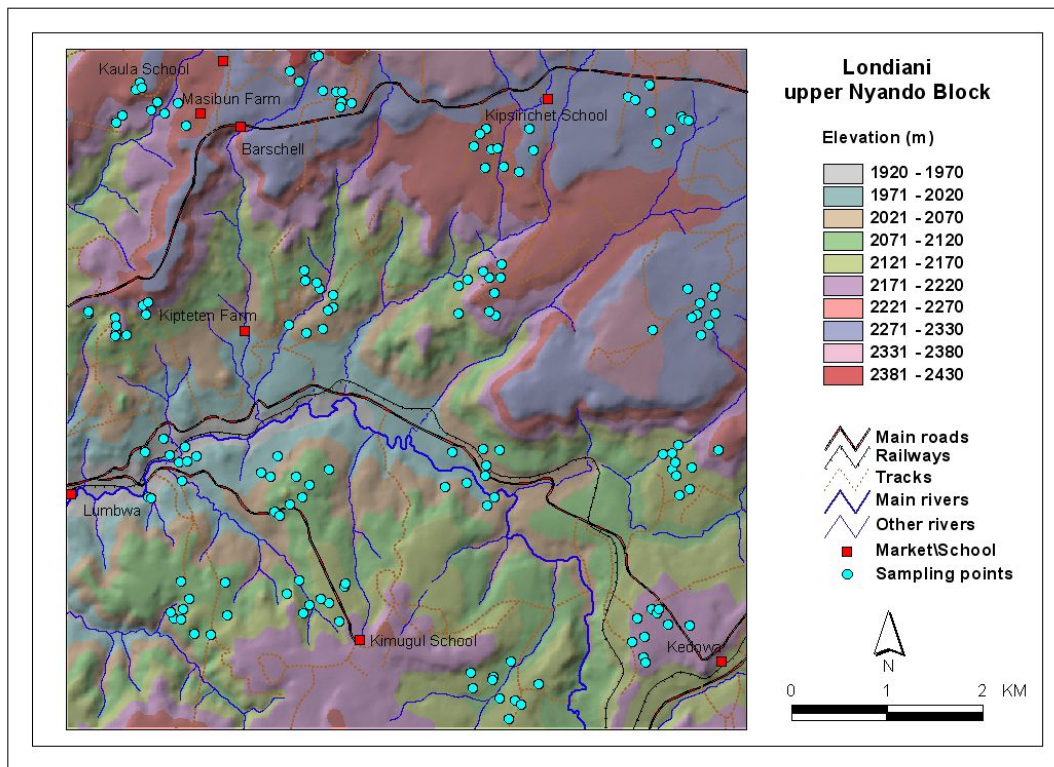 Londiani
upper Nyando Block
Elevation (m)
1920 - 1970
1971 - 2020
2021 - 2070
2071 - 2120
2121 - 2170
2171 - 2220
2221 - 2270
2271 - 2330
2331 - 2380
2381 - 2430
Main roads
Railways
Tracks
Main rivers
Other rivers
Market\School
Sampling points
N
0 1 2 KM
Kaula School
Masibun Farm
Barschell
Kipsirichet School
Kipteten Farm
Lumbwa
Kimugul School
Kedowa